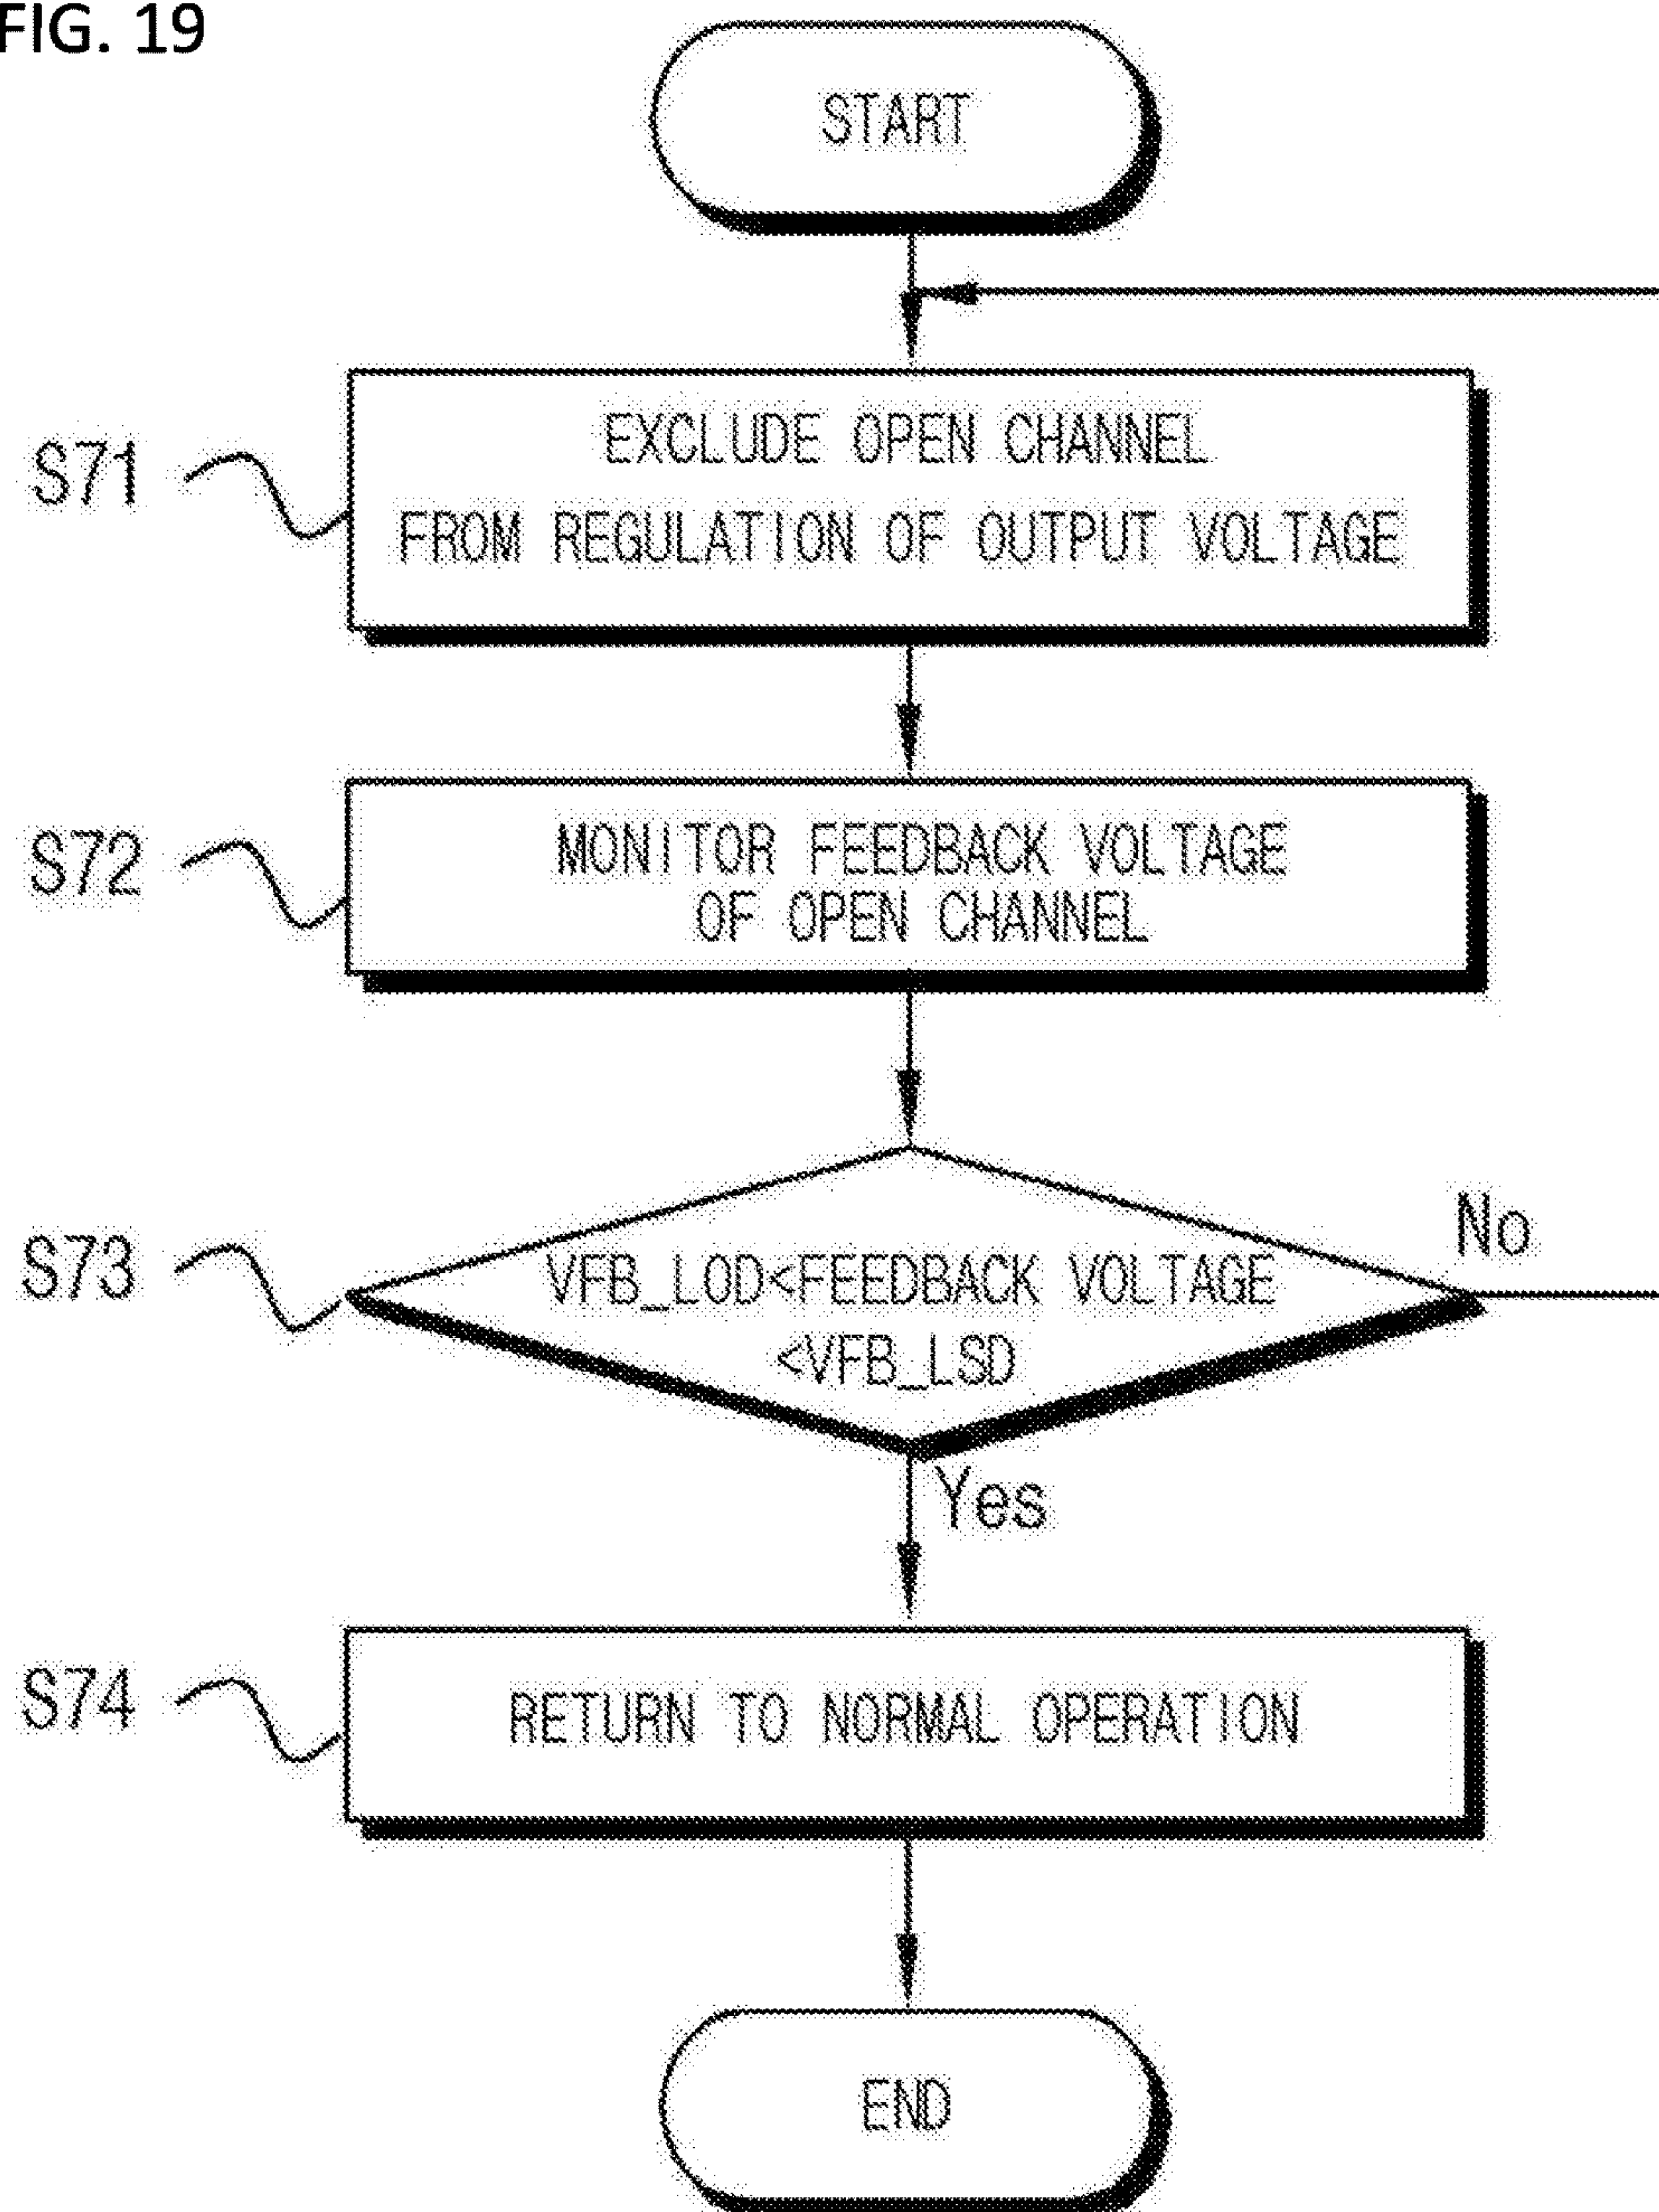 FIG. 19
START
S71
EXCLUDE OPEN CHANNEL
FROM REGULATION OF OUTPUT VOLTAGE
S72
MONITOR FEEDBACK VOLTAGE
OF OPEN CHANNEL
S73
VFB_LOD<FEEDBACK VOLTAGE
<VFB_LSD
No
Yes
S74
RETURN TO NORMAL OPERATION
END